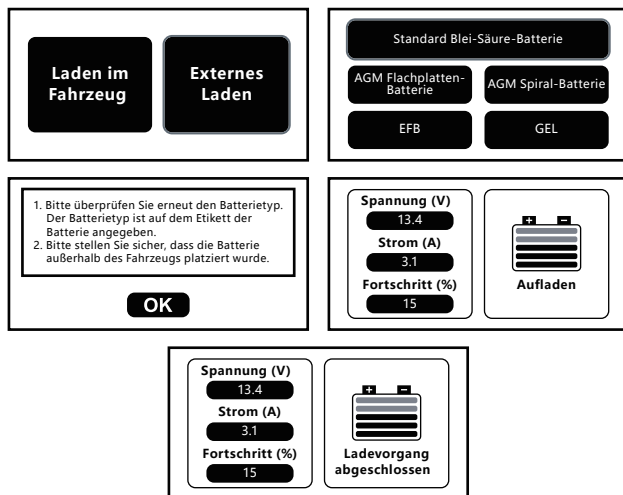 Laden im
Fahrzeug
Externes
Laden
Standard Blei-Säure-Batterie
AGM Flachplatten-
Batterie
AGM Spiral-Batterie
EFB
GEL
1. Bitte überprüfen Sie erneut den Batterietyp.
Der Batterietyp ist auf dem Etikett der
Batterie angegeben.
2. Bitte stellen Sie sicher, dass die Batterie
außerhalb des Fahrzeugs platziert wurde.
OK
Spannung (V)
13.4
Strom (A)
3.1
Fortschritt (%)
15
+ −
Aufladen
Spannung (V)
13.4
Strom (A)
3.1
Fortschritt (%)
15
+ −
Ladevorgang
abgeschlossen